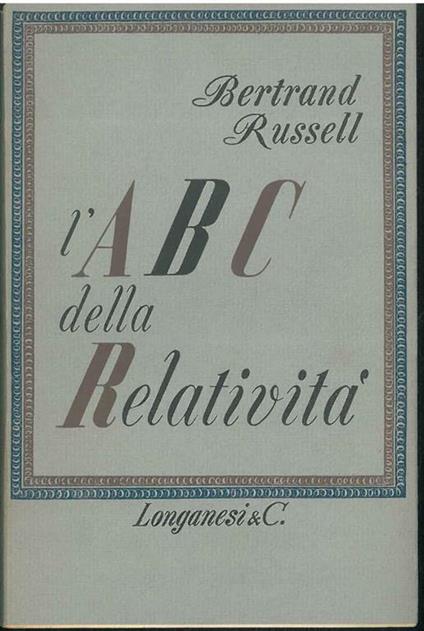 Bertrand
Russell
l'ABC
della
Relatività
Longanesi & C.